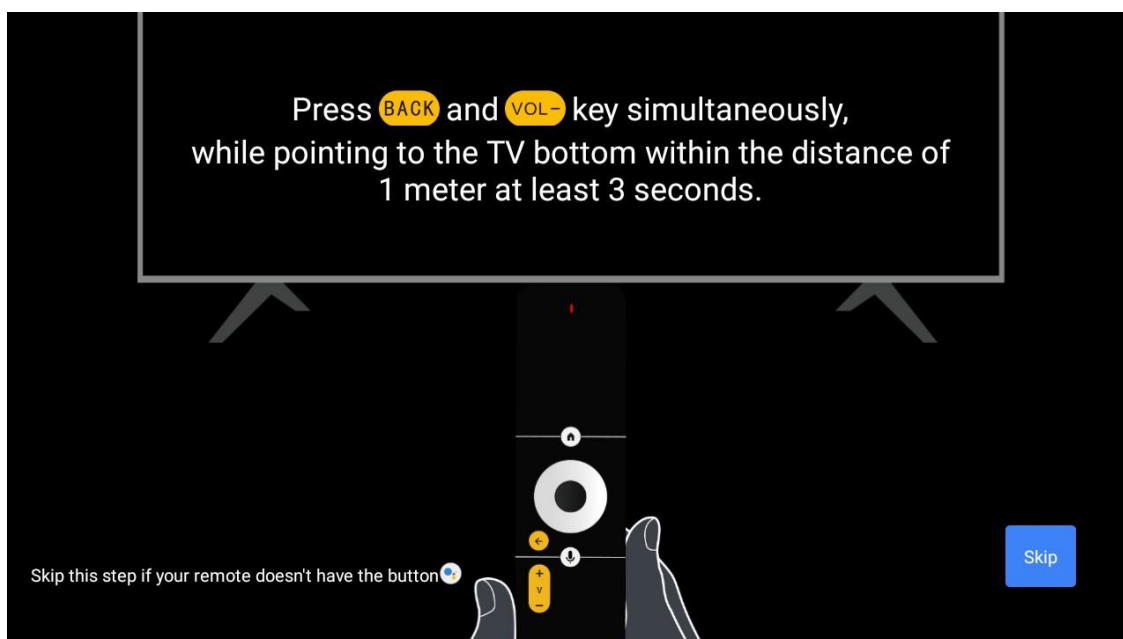 Press BACK and VOL- key simultaneously,
while pointing to the TV bottom within the distance of
1 meter at least 3 seconds.
+
V
-
Skip this step if your remote doesn't have the button
Skip